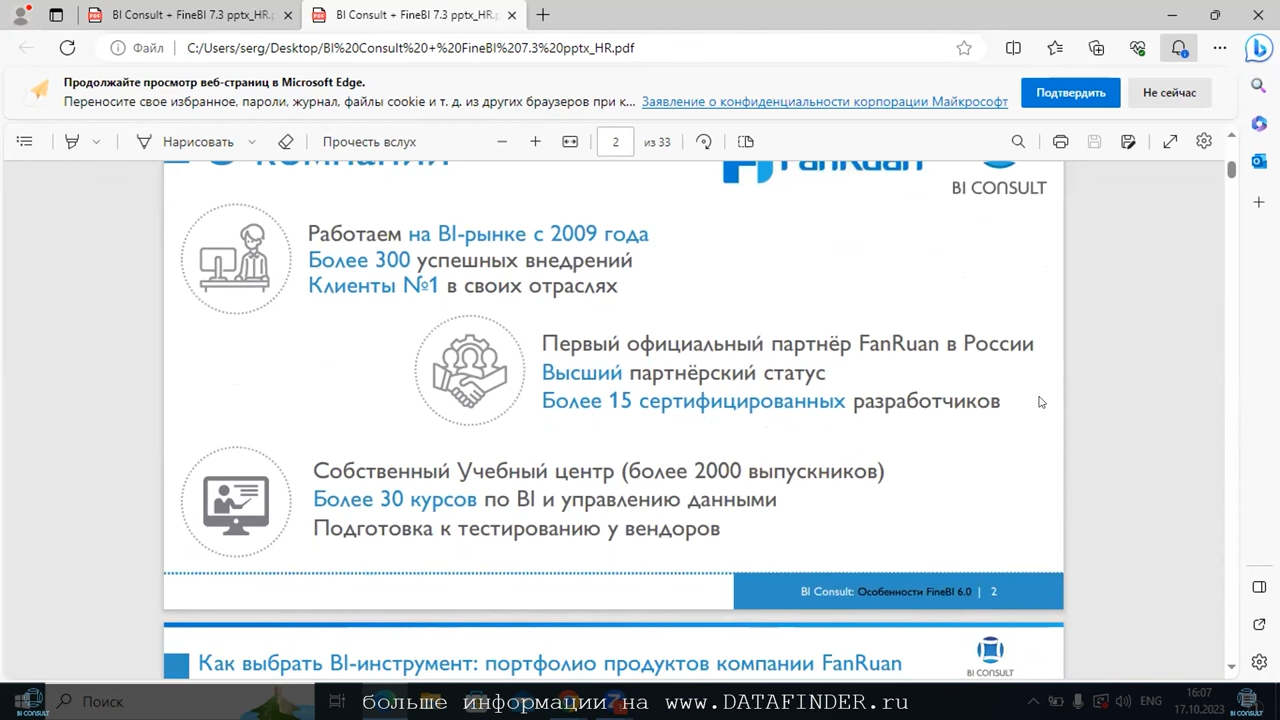 BI Consult + FineBI 7.3 pptx_HR.p
BI Consult + FineBI 7.3 pptx_HR.p
Файл
C:/Users/serg/Desktop/BI%20Consult%20+%20FineBI%207.3%20pptx_HR.pdf
Продолжайте просмотр веб-страниц в Microsoft Edge.
Переносите свое избранное, пароли, журнал, файлы cookie и т. д. из других браузеров при к... Заявление о конфиденциальности корпорации Майкрософт
Подтвердить
Не сейчас
Нарисовать
Прочесть вслух
2 из 33
О компании
FanRuan
BI CONSULT
Работаем на BI-рынке с 2009 года
Более 300 успешных внедрений
Клиенты №1 в своих отраслях
Первый официальный партнёр FanRuan в России
Высший партнёрский статус
Более 15 сертифицированных разработчиков
Собственный Учебный центр (более 2000 выпускников)
Более 30 курсов по BI и управлению данными
Подготовка к тестированию у вендоров
BI Consult: Особенности FineBI 6.0 | 2
Как выбрать BI-инструмент: портфолио продуктов компании FanRuan
BI CONSULT
BI CONSULT
Поиск
больше информации на www.DATAFINDER.ru
ENG
16:07
17.10.2023
BI CONSULT